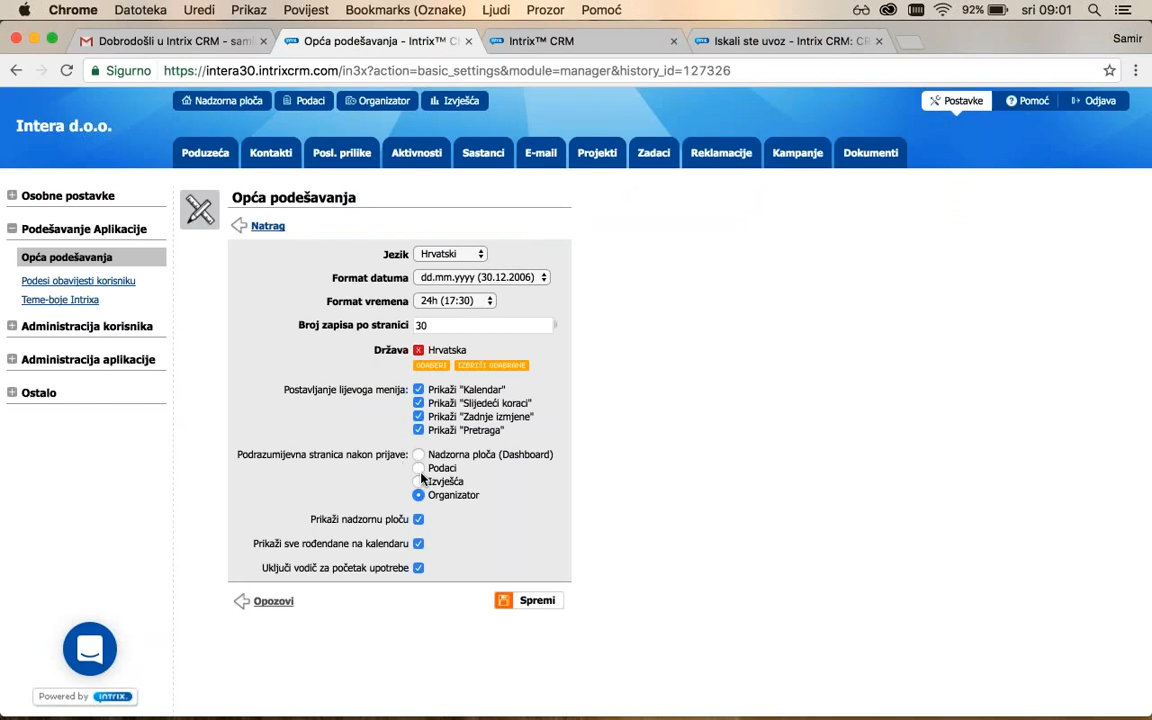 Chrome Datoteka Uredi Prikaz Povijest Bookmarks (Oznake) Ljudi Prozor Pomoć 92% sri 09:01
Dobrodošli u Intrix CRM - sam Opća podešavanja - Intrix™ C Intrix™ CRM Iskali ste uvoz - Intrix CRM: C Samir
Sigurno https://intera30.intrixcrm.com/in3x?action=basic_settings&module=manager&history_id=127326
Nadzorna ploča Podaci Organizator Izvješća Postavke Pomoć Odjava
Intera d.o.o.
Poduzeća Kontakti Posl. prilike Aktivnosti Sastanci E-mail Projekti Zadaci Reklamacije Kampanje Dokumenti
Osobne postavke
Podešavanje Aplikacije
Opća podešavanja
Podesi obavijesti korisniku
Teme-boje Intrixa
Administracija korisnika
Administracija aplikacije
Ostalo
Opća podešavanja
Natrag
Jezik Hrvatski
Format datuma dd.mm.yyyy (30.12.2006)
Format vremena 24h (17:30)
Broj zapisa po stranici 30
Država x Hrvatska
ODABERI IZBRIŠI ODABRANE
Postavljanje lijevoga menija: Prikaži "Kalendar"
Prikaži "Slijedeći koraci"
Prikaži "Zadnje izmjene"
Prikaži "Pretraga"
Podrazumijevna stranica nakon prijave: Nadzorna ploča (Dashboard)
Podaci
Izvješća
Organizator
Prikaži nadzornu ploču
Prikaži sve rođendane na kalendaru
Uključi vodič za početak upotrebe
Opozovi Spremi
Powered by INTRIX.